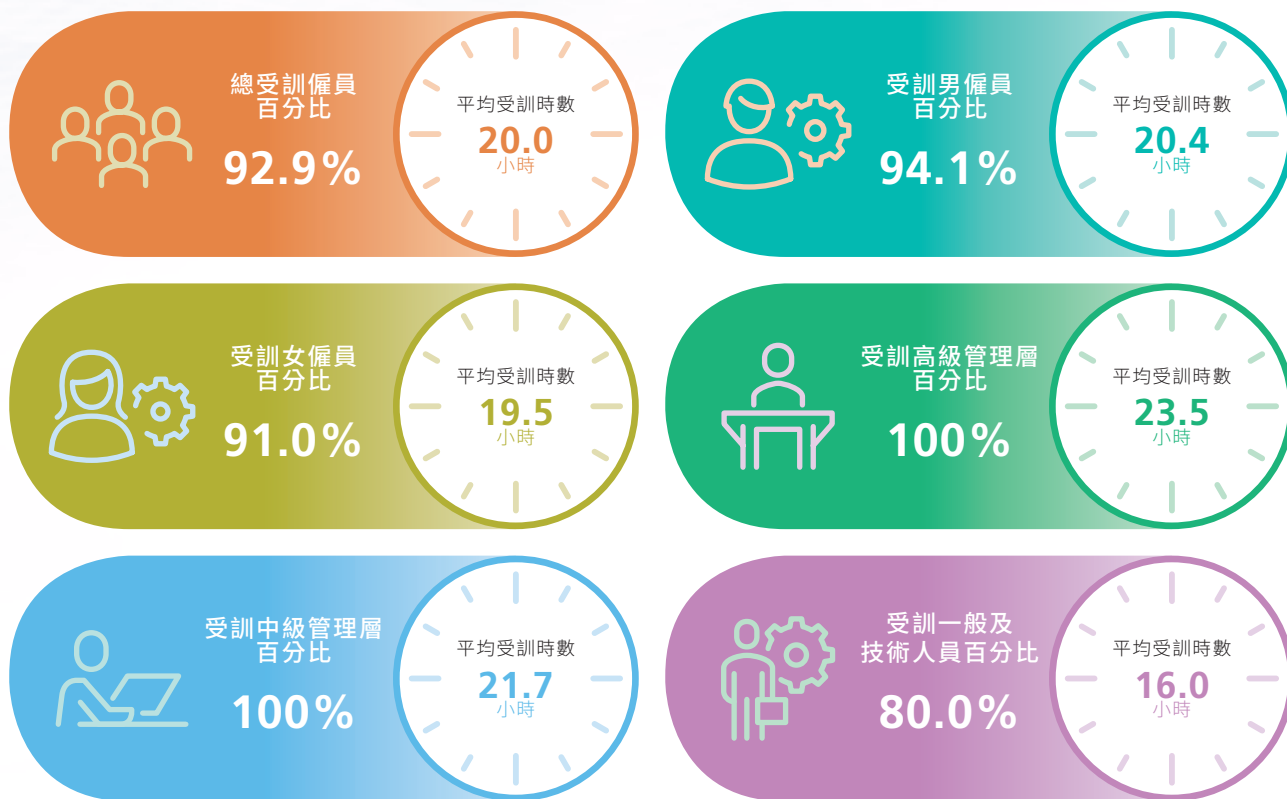 總受訓僱員
百分比
92.9%
平均受訓時數
20.0
小時
受訓男僱員
百分比
94.1%
平均受訓時數
20.4
小時
受訓女僱員
百分比
91.0%
平均受訓時數
19.5
小時
受訓高級管理層
百分比
100%
平均受訓時數
23.5
小時
受訓中級管理層
百分比
100%
平均受訓時數
21.7
小時
受訓一般及
技術人員百分比
80.0%
平均受訓時數
16.0
小時